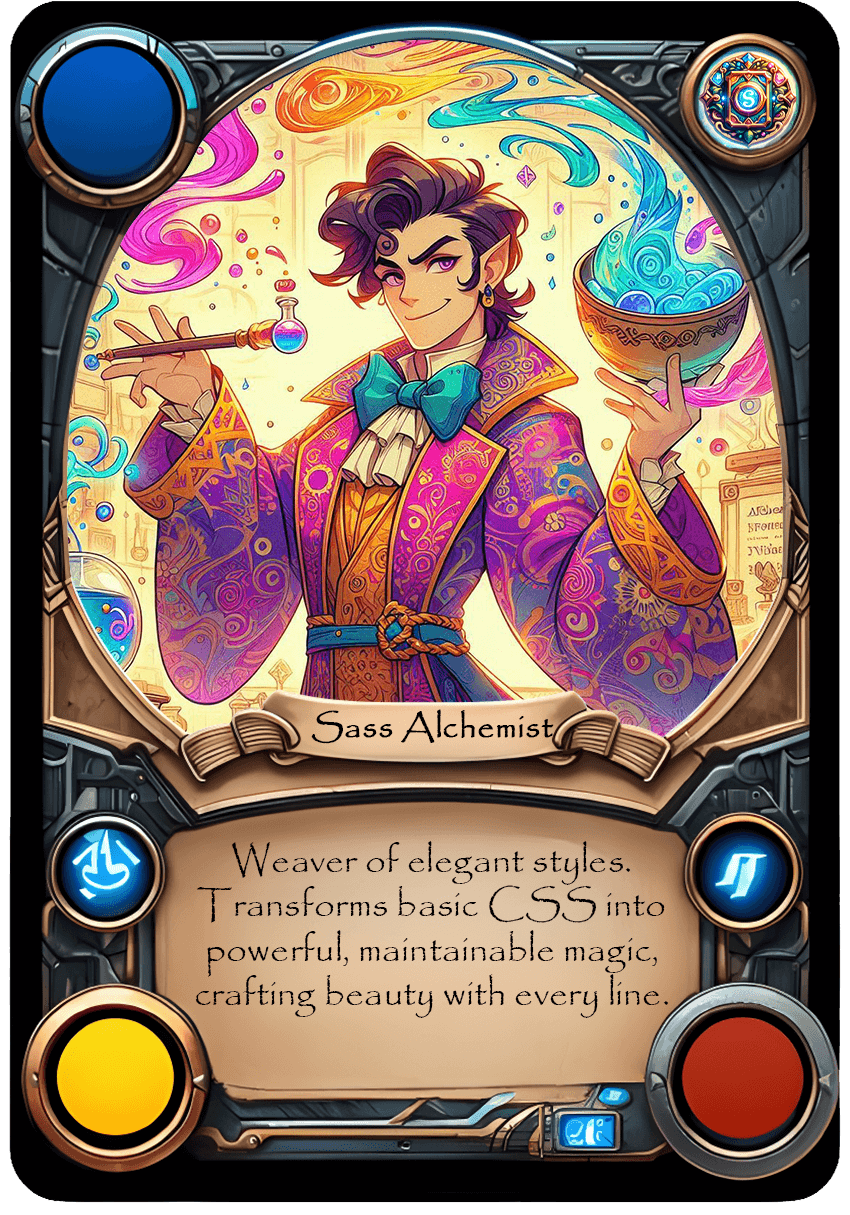 Sass Alchemist
Weaver of elegant styles.
Transforms basic CSS into
powerful, maintainable magic,
crafting beauty with every line.